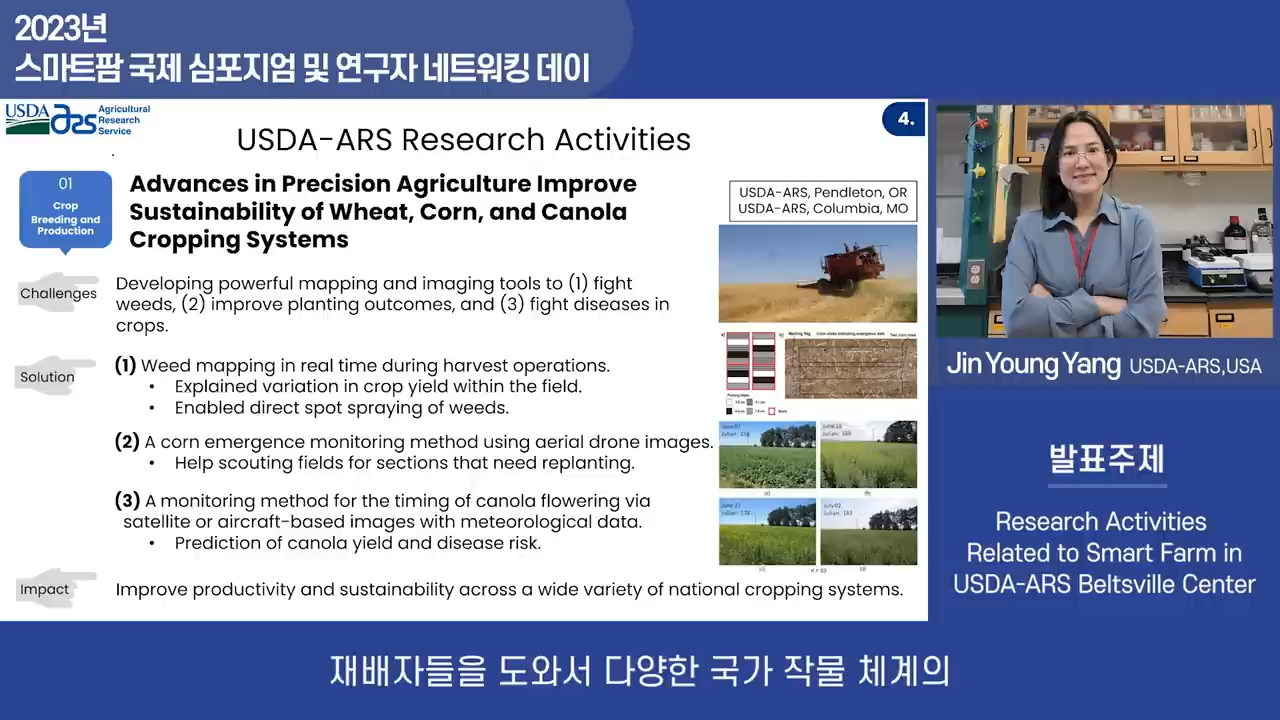 2023년
스마트팜 국제 심포지엄 및 연구자 네트워킹 데이
USDA ars Agricultural
Research
Service
4.
USDA-ARS Research Activities
01
Crop
Breeding and
Production
Advances in Precision Agriculture Improve
Sustainability of Wheat, Corn, and Canola
Cropping Systems
USDA-ARS, Pendleton, OR
USDA-ARS, Columbia, MO
Challenges
Developing powerful mapping and imaging tools to (1) fight
weeds, (2) improve planting outcomes, and (3) fight diseases in
crops.
Solution
(1) Weed mapping in real time during harvest operations.
• Explained variation in crop yield within the field.
• Enabled direct spot spraying of weeds.
(2) A corn emergence monitoring method using aerial drone images.
• Help scouting fields for sections that need replanting.
(3) A monitoring method for the timing of canola flowering via
satellite or aircraft-based images with meteorological data.
• Prediction of canola yield and disease risk.
Impact
Improve productivity and sustainability across a wide variety of national cropping systems.
Jin Young Yang USDA-ARS,USA
발표주제
Research Activities
Related to Smart Farm in
USDA-ARS Beltsville Center
재배자들을 도와서 다양한 국가 작물 체계의